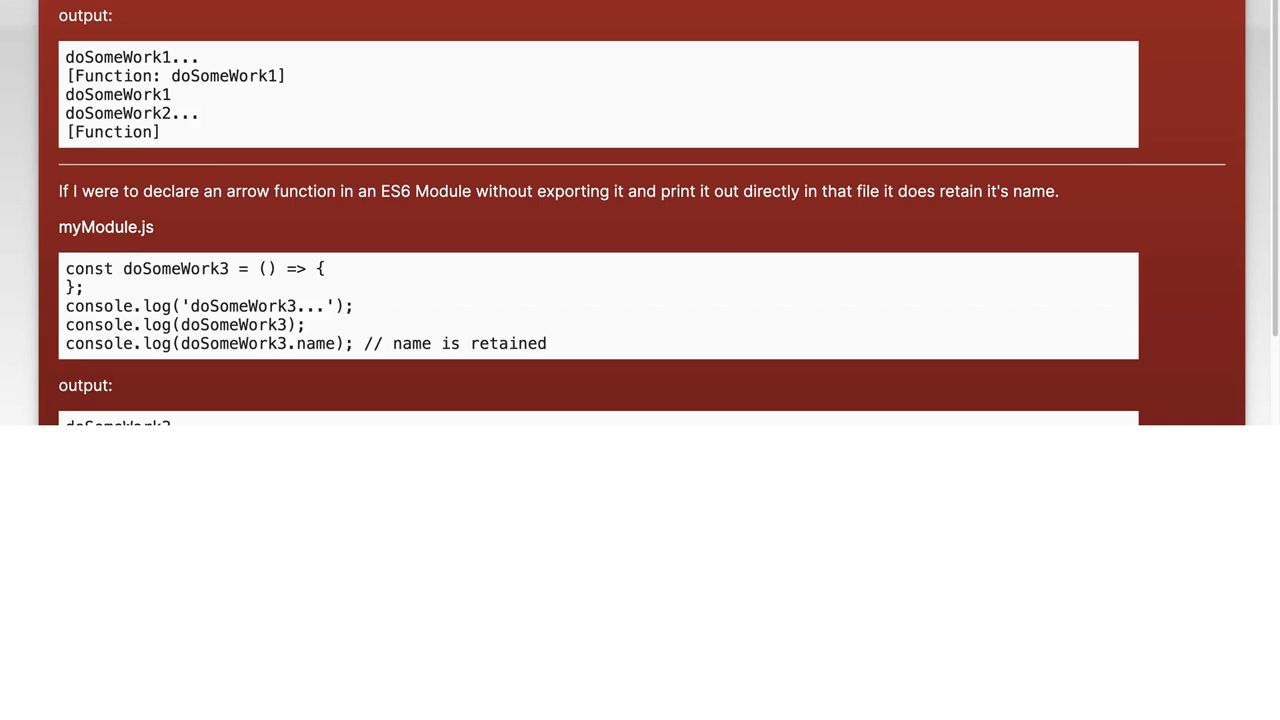 output:
doSomeWork1...
[Function: doSomeWork1]
doSomeWork1
doSomeWork2...
[Function]
If I were to declare an arrow function in an ES6 Module without exporting it and print it out directly in that file it does retain it's name.
myModule.js
const doSomeWork3 = () => {
};
console.log('doSomeWork3...');
console.log(doSomeWork3);
console.log(doSomeWork3.name); // name is retained
output: